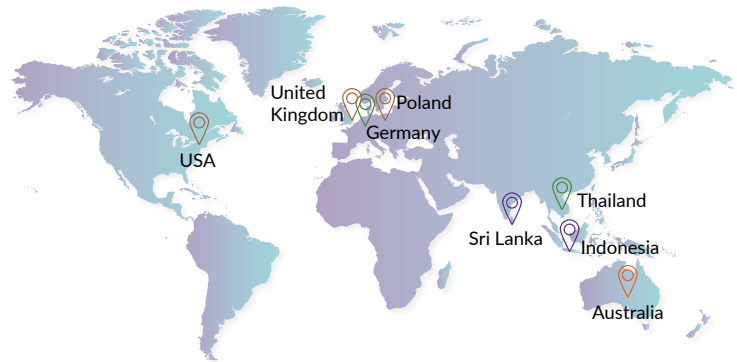 United
Kingdom
Poland
Germany
USA
Thailand
Sri Lanka
Indonesia
Australia